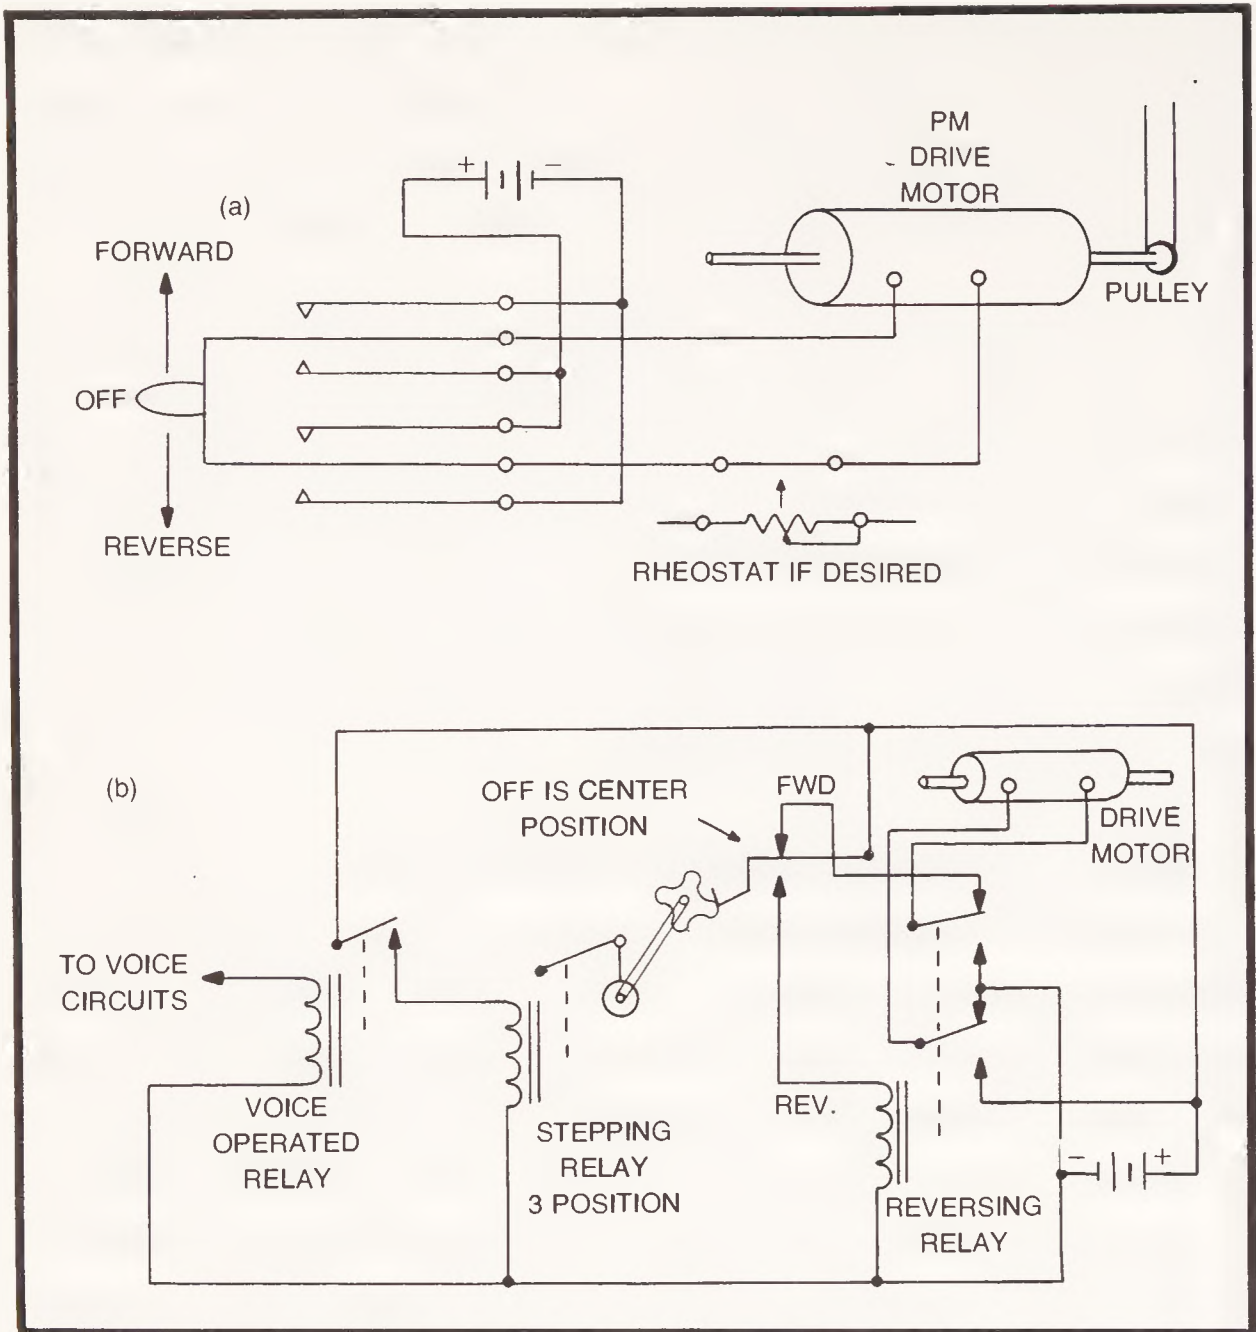 (a)
FORWARD
OFF
REVERSE
+
−
PM
DRIVE
MOTOR
PULLEY
RHEOSTAT IF DESIRED
(b)
OFF IS CENTER
POSITION
FWD
DRIVE
MOTOR
TO VOICE
CIRCUITS
VOICE
OPERATED
RELAY
STEPPING
RELAY
3 POSITION
REV.
REVERSING
RELAY
−
+